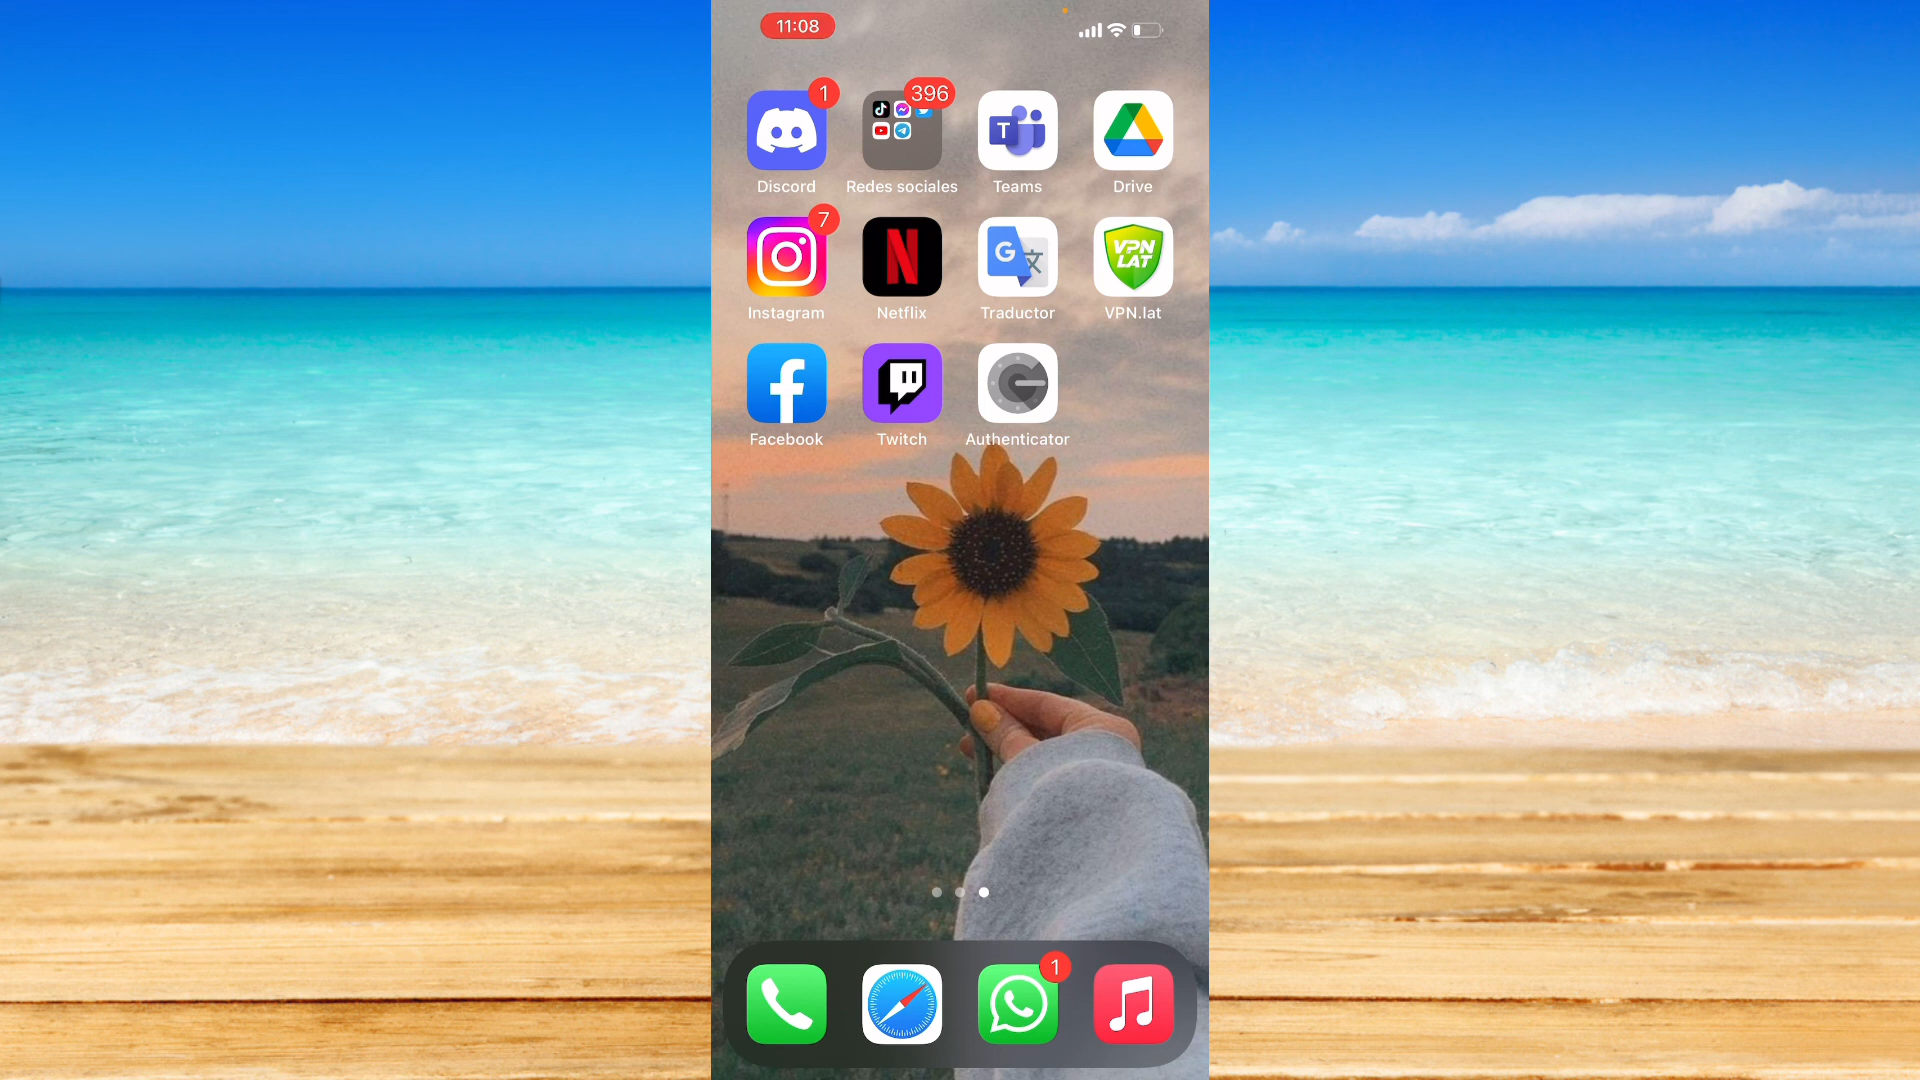 11:08
1
396
Discord
Redes sociales
T
Teams
Drive
7
Instagram
N
Netflix
G
文
Traductor
VPN
LAT
VPN.lat
f
Facebook
Twitch
G
Authenticator
1